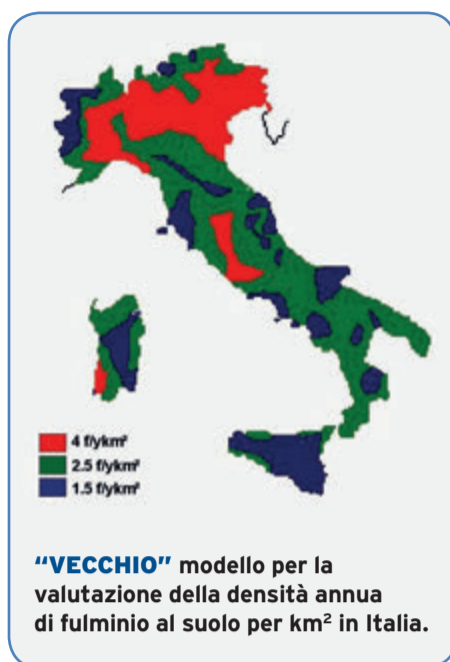 4 f/ykm²
2.5 f/ykm²
1.5 f/ykm²
“VECCHIO” modello per la
valutazione della densità annua
di fulminio al suolo per km² in Italia.